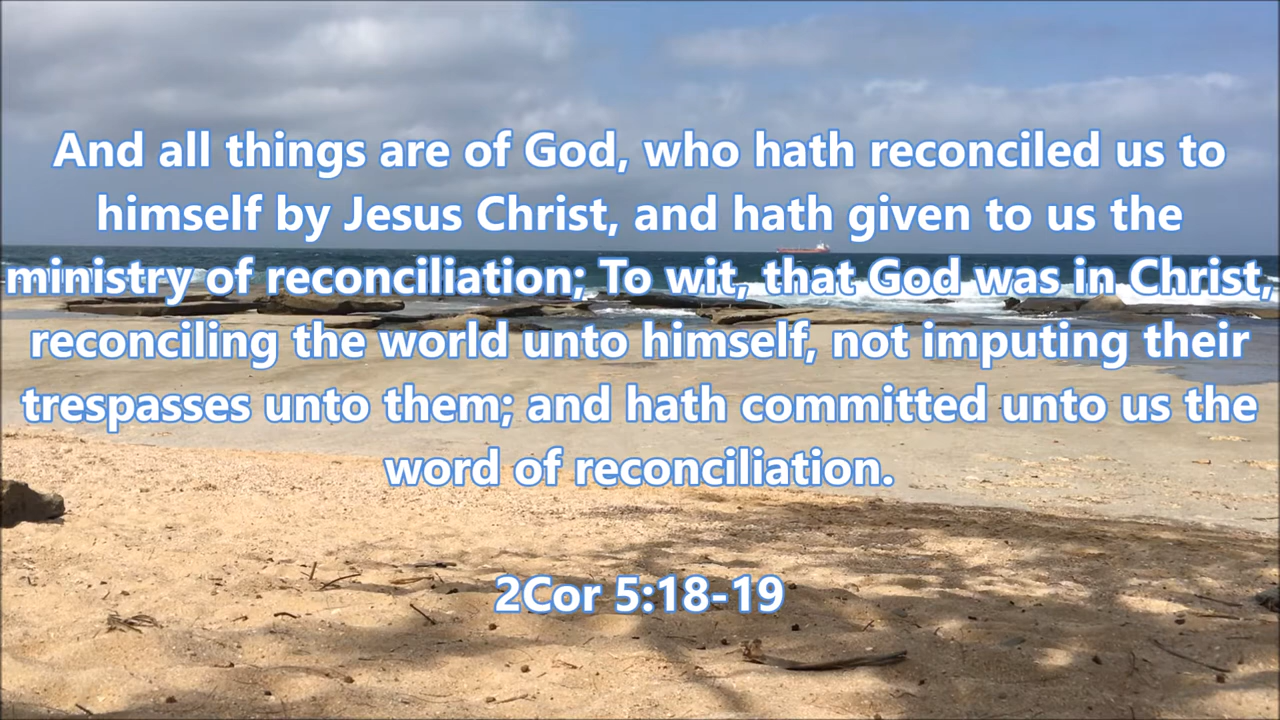 And all things are of God, who hath reconciled us to
himself by Jesus Christ, and hath given to us the
ministry of reconciliation; To wit, that God was in Christ,
reconciling the world unto himself, not imputing their
trespasses unto them; and hath committed unto us the
word of reconciliation.
2Cor 5:18-19